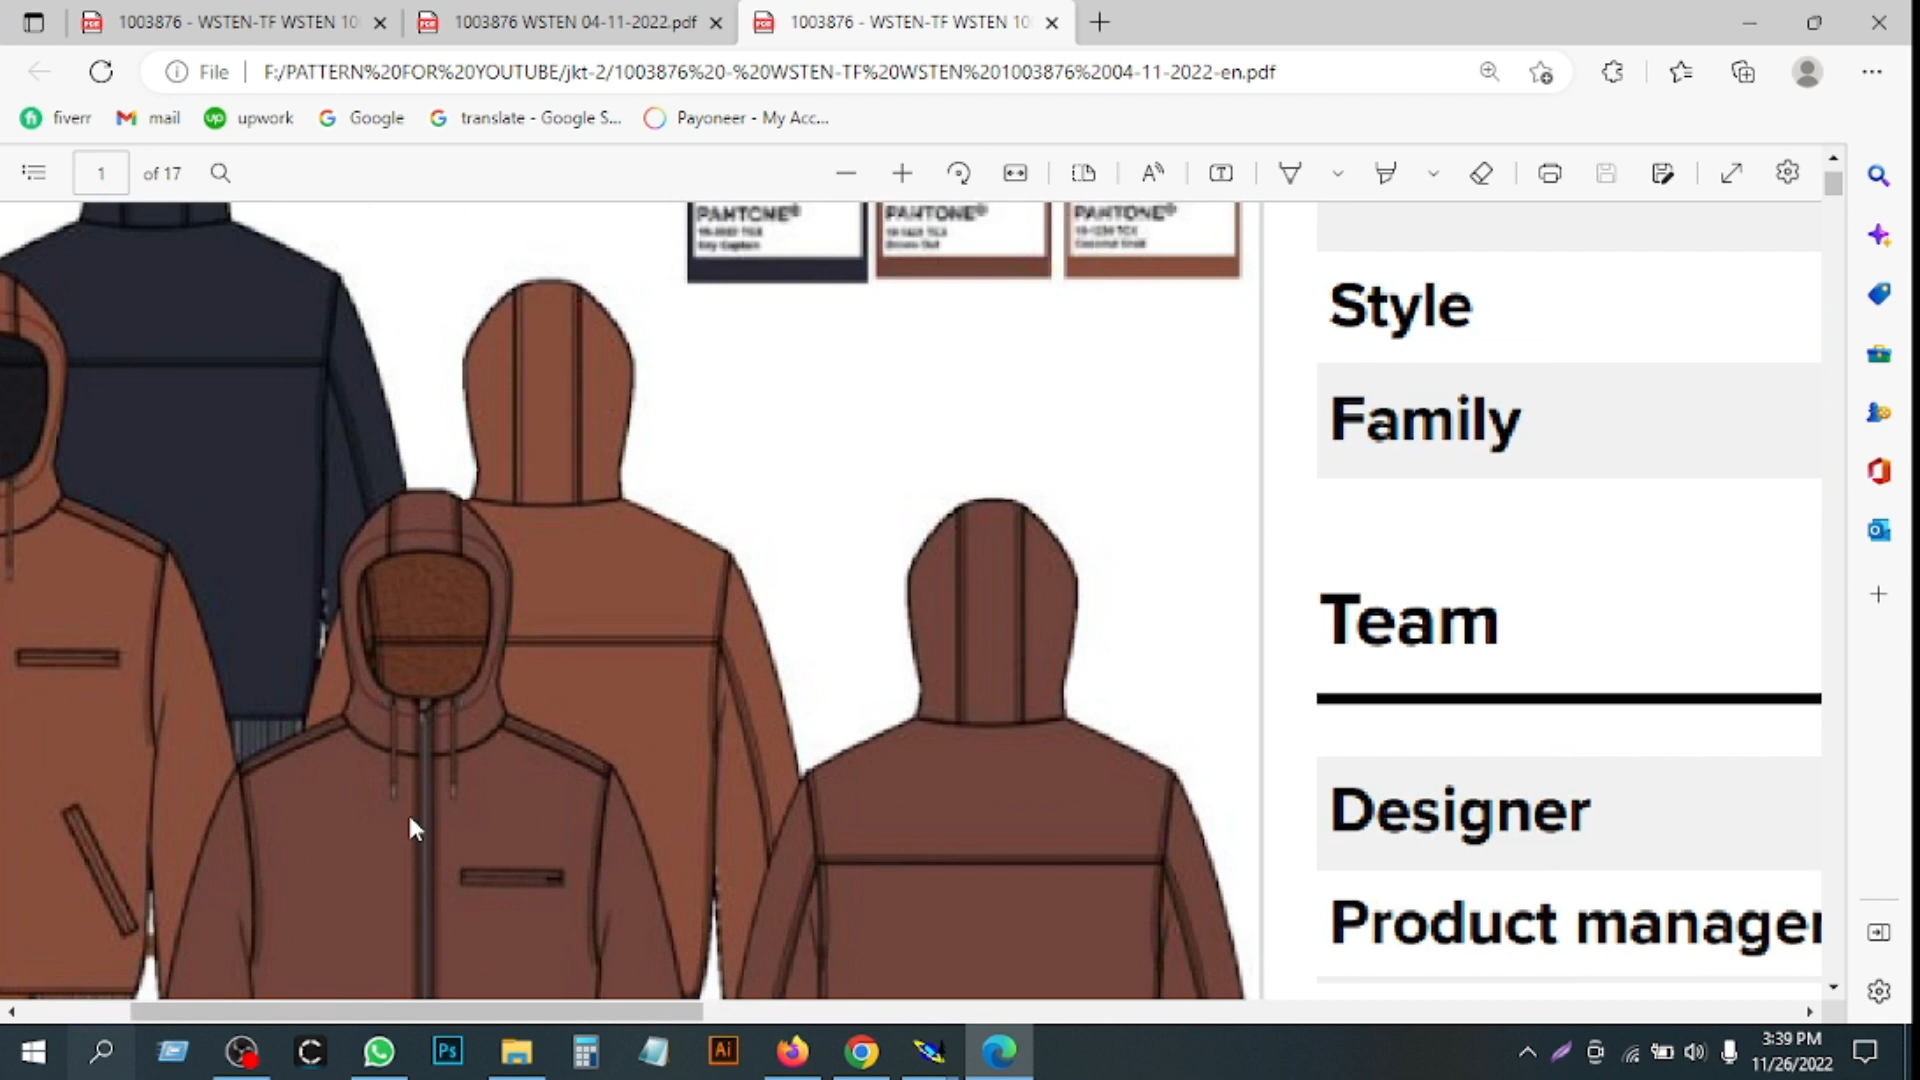 1003876 - WSTEN-TF WSTEN 10
1003876 WSTEN 04-11-2022.pdf
1003876 - WSTEN-TF WSTEN 10
File
F:/PATTERN%20FOR%20YOUTUBE/jkt-2/1003876%20-%20WSTEN-TF%20WSTEN%201003876%2004-11-2022-en.pdf
fiverr
mail
upwork
Google
translate - Google S...
Payoneer - My Acc...
1 of 17
PANTONE® PANTONE® PANTONE®
Style
Family
Team
Designer
Product manager
Ps
Ai
3:39 PM
11/26/2022